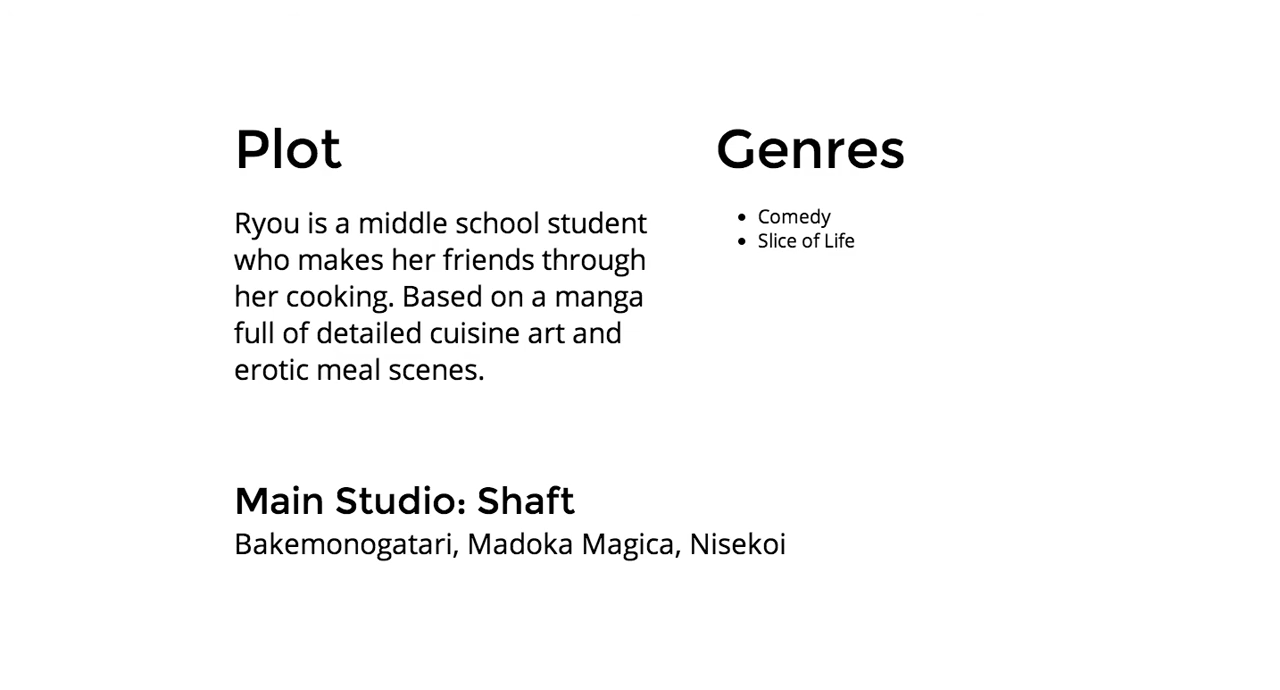 Plot
Ryou is a middle school student
who makes her friends through
her cooking. Based on a manga
full of detailed cuisine art and
erotic meal scenes.
Genres
Comedy
Slice of Life
Main Studio: Shaft
Bakemonogatari, Madoka Magica, Nisekoi